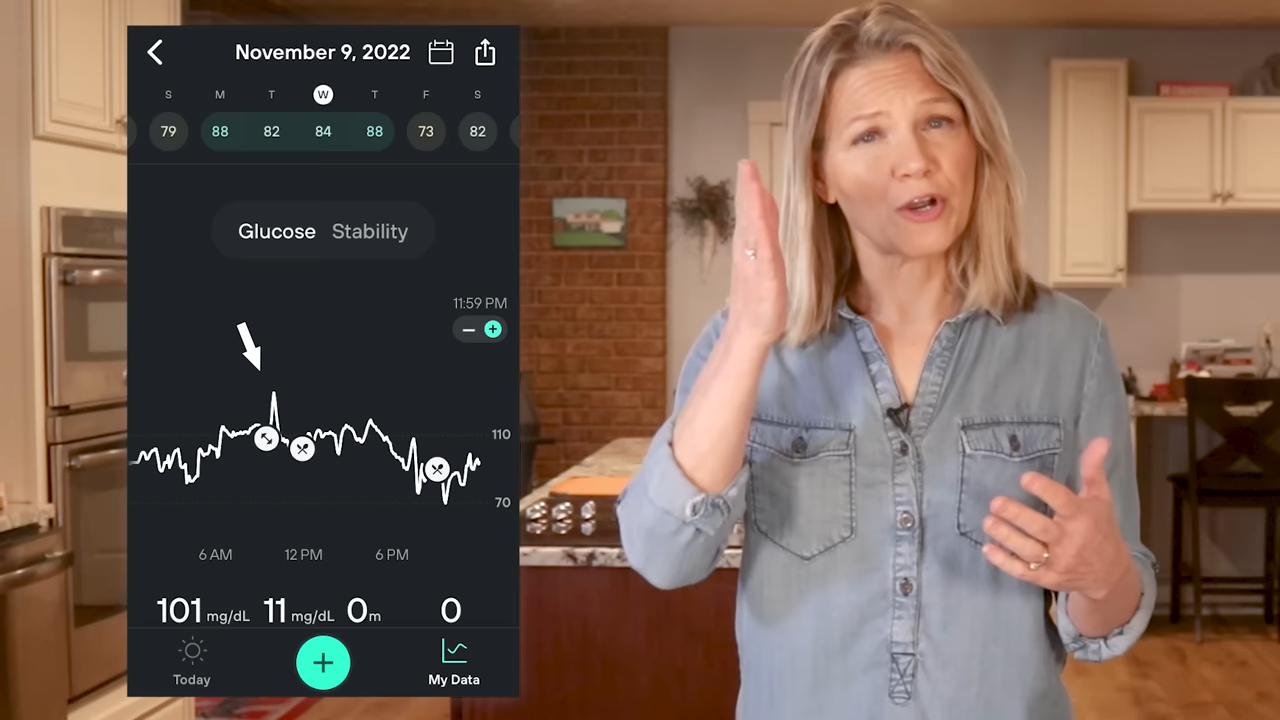 November 9, 2022
S M T W T F S
79 88 82 84 88 73 82
Glucose Stability
11:59 PM
110
70
6 AM 12 PM 6 PM
101 mg/dL 11 mg/dL 0m 0
Today My Data